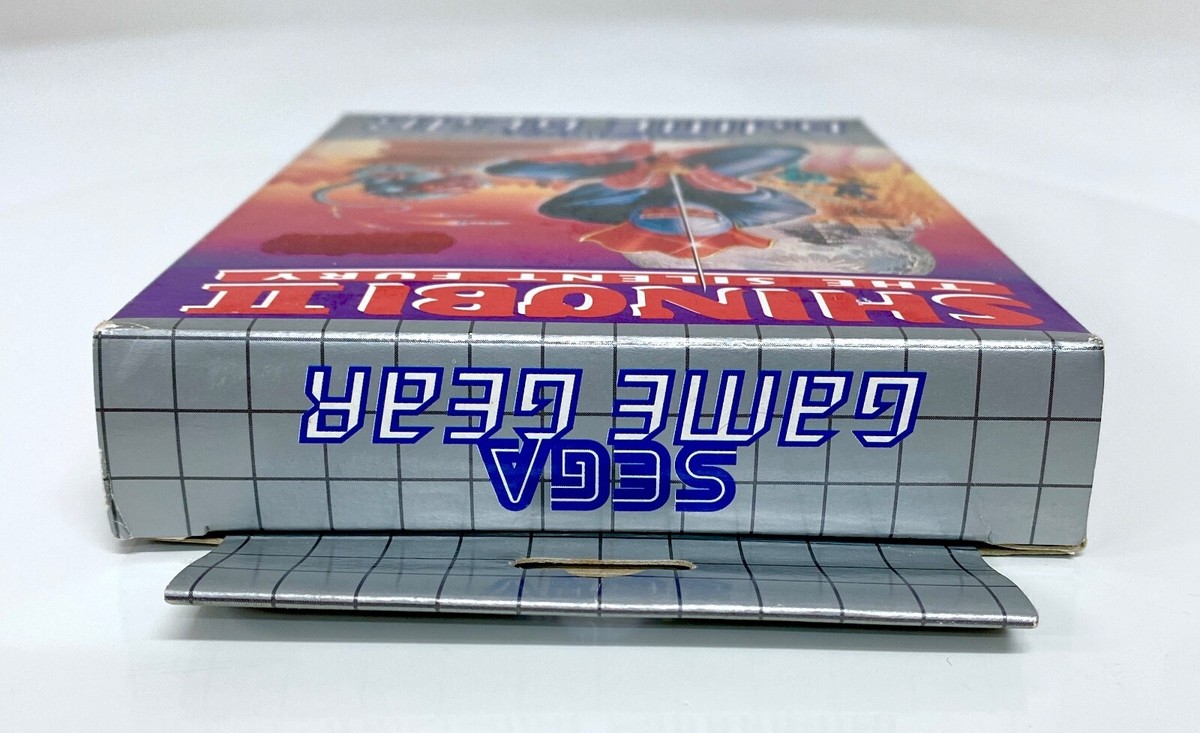 SEGA
GAME GEAR
SHINOBI II
THE SILENT FURY